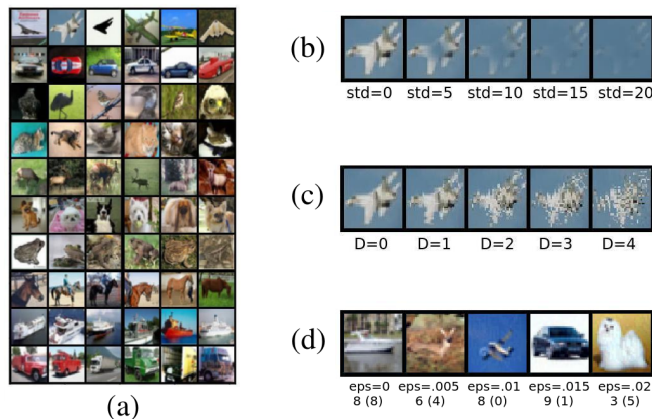 (b)
std=0 std=5 std=10 std=15 std=20
(c)
D=0 D=1 D=2 D=3 D=4
(d)
eps=0 eps=.005 eps=.01 eps=.015 eps=.02
8 (8) 6 (4) 8 (0) 9 (1) 3 (5)
(a)